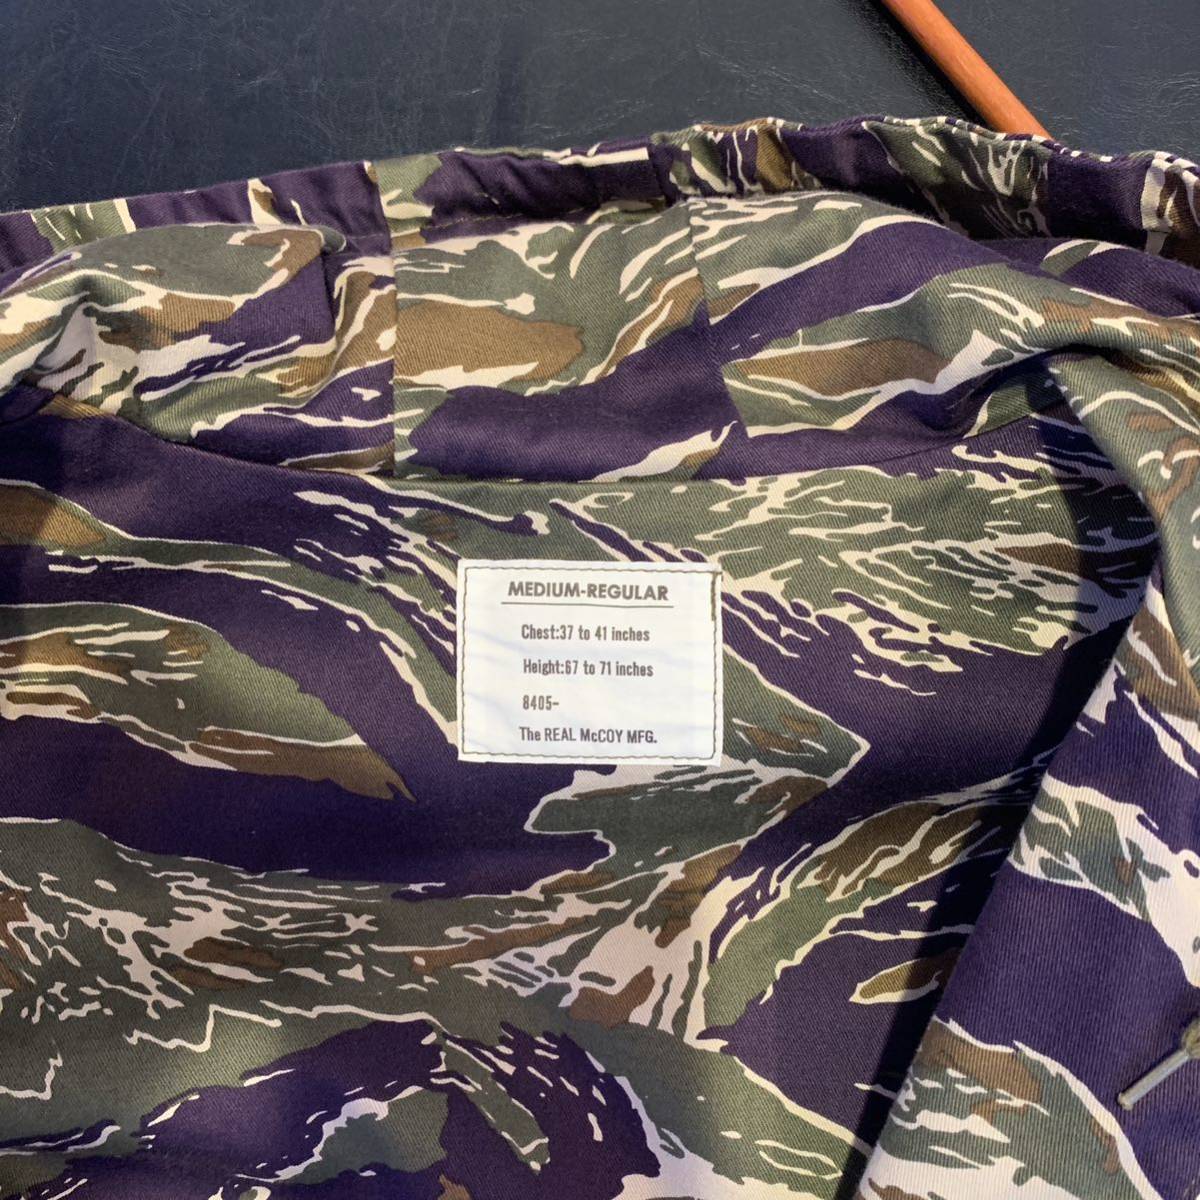 MEDIUM-REGULAR
Chest:37 to 41 inches
Height:67 to 71 inches
8405-
The REAL McCOY MFG.